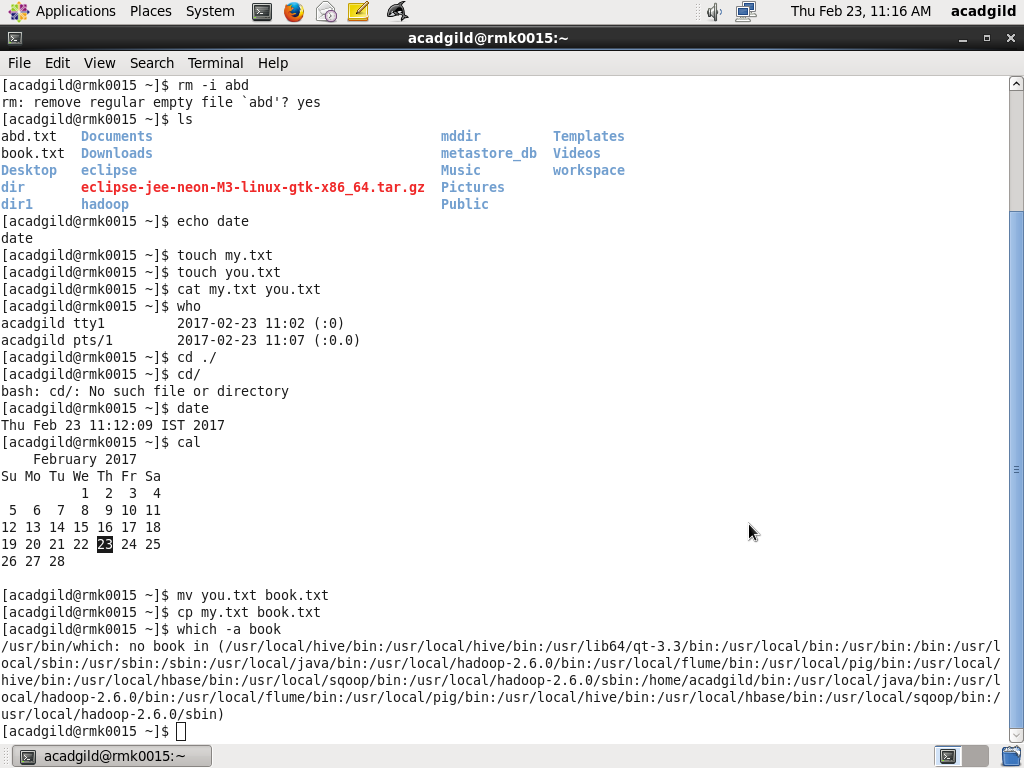 Applications Places System Thu Feb 23, 11:16 AM acadgild
acadgild@rmk0015:~
File Edit View Search Terminal Help
[acadgild@rmk0015 ~]$ rm -i abd
rm: remove regular empty file `abd'? yes
[acadgild@rmk0015 ~]$ ls
abd.txt   Documents                                    mddir         Templates
book.txt  Downloads                                    metastore_db  Videos
Desktop   eclipse                                      Music         workspace
dir       eclipse-jee-neon-M3-linux-gtk-x86_64.tar.gz  Pictures
dir1      hadoop                                       Public
[acadgild@rmk0015 ~]$ echo date
date
[acadgild@rmk0015 ~]$ touch my.txt
[acadgild@rmk0015 ~]$ touch you.txt
[acadgild@rmk0015 ~]$ cat my.txt you.txt
[acadgild@rmk0015 ~]$ who
acadgild tty1         2017-02-23 11:02 (:0)
acadgild pts/1        2017-02-23 11:07 (:0.0)
[acadgild@rmk0015 ~]$ cd ./
[acadgild@rmk0015 ~]$ cd/
bash: cd/: No such file or directory
[acadgild@rmk0015 ~]$ date
Thu Feb 23 11:12:09 IST 2017
[acadgild@rmk0015 ~]$ cal
    February 2017
Su Mo Tu We Th Fr Sa
          1  2  3  4
 5  6  7  8  9 10 11
12 13 14 15 16 17 18
19 20 21 22 23 24 25
26 27 28
[acadgild@rmk0015 ~]$ mv you.txt book.txt
[acadgild@rmk0015 ~]$ cp my.txt book.txt
[acadgild@rmk0015 ~]$ which -a book
/usr/bin/which: no book in (/usr/local/hive/bin:/usr/local/hive/bin:/usr/lib64/qt-3.3/bin:/usr/local/bin:/usr/bin:/bin:/usr/l
ocal/sbin:/usr/sbin:/sbin:/usr/local/java/bin:/usr/local/hadoop-2.6.0/bin:/usr/local/flume/bin:/usr/local/pig/bin:/usr/local/
hive/bin:/usr/local/hbase/bin:/usr/local/sqoop/bin:/usr/local/hadoop-2.6.0/sbin:/home/acadgild/bin:/usr/local/java/bin:/usr/l
ocal/hadoop-2.6.0/bin:/usr/local/flume/bin:/usr/local/pig/bin:/usr/local/hive/bin:/usr/local/hbase/bin:/usr/local/sqoop/bin:/
usr/local/hadoop-2.6.0/sbin)
[acadgild@rmk0015 ~]$
acadgild@rmk0015:~